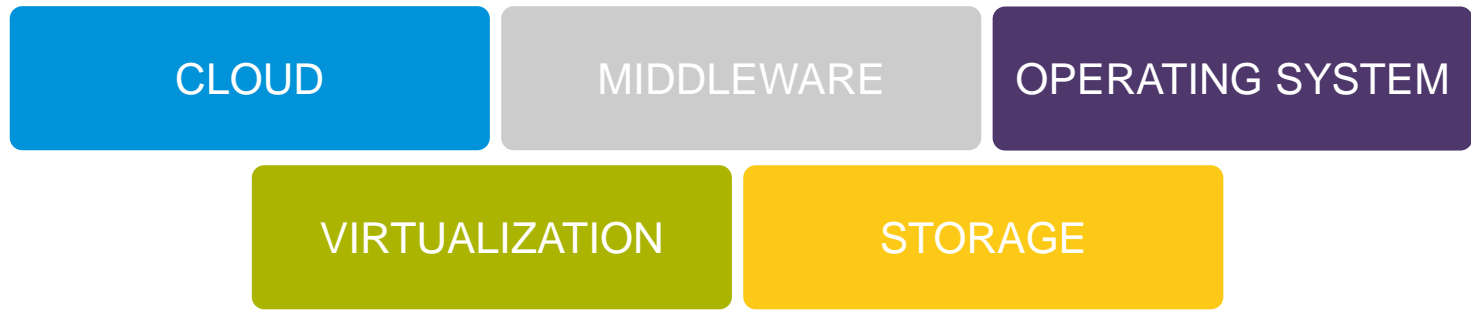 CLOUD
MIDDLEWARE
OPERATING SYSTEM
VIRTUALIZATION
STORAGE